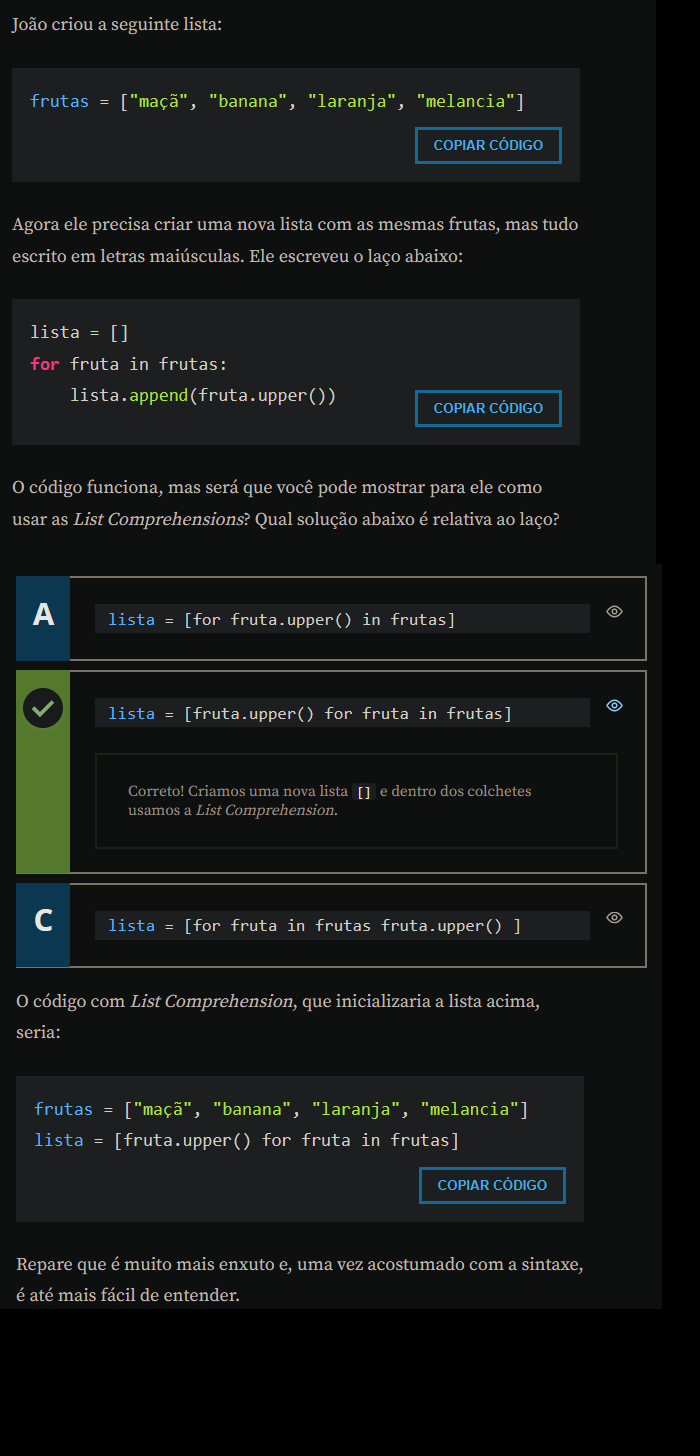 João criou a seguinte lista:
frutas = ["maçã", "banana", "laranja", "melancia"]
COPIAR CÓDIGO
Agora ele precisa criar uma nova lista com as mesmas frutas, mas tudo
escrito em letras maiúsculas. Ele escreveu o laço abaixo:
lista = []
for fruta in frutas:
    lista.append(fruta.upper())
COPIAR CÓDIGO
O código funciona, mas será que você pode mostrar para ele como
usar as List Comprehensions? Qual solução abaixo é relativa ao laço?
A
lista = [for fruta.upper() in frutas]
lista = [fruta.upper() for fruta in frutas]
Correto! Criamos uma nova lista [] e dentro dos colchetes
usamos a List Comprehension.
C
lista = [for fruta in frutas fruta.upper() ]
O código com List Comprehension, que inicializaria a lista acima,
seria:
frutas = ["maçã", "banana", "laranja", "melancia"]
lista = [fruta.upper() for fruta in frutas]
COPIAR CÓDIGO
Repare que é muito mais enxuto e, uma vez acostumado com a sintaxe,
é até mais fácil de entender.